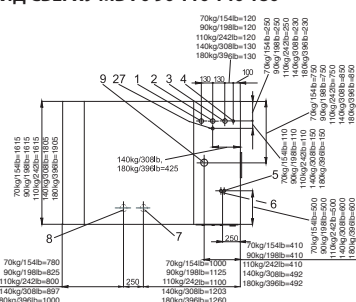 70kg/154lb=120
90kg/198lb=120
110kg/242lb=120
140kg/308lb=130
180kg/396lb=130
70kg/154lb=250
90kg/198lb=250
110kg/242lb=250
140kg/308lb=230
180kg/396lb=230
130 130
100
9 27 1 2 3 4
70kg/154lb=750
90kg/198lb=750
110kg/242lb=750
140kg/308lb=850
180kg/396lb=850
70kg/154lb=1615
90kg/198lb=1615
110kg/242lb=1615
140kg/308lb=1805
180kg/396lb=1905
70kg/154lb=110
90kg/198lb=110
110kg/242lb=110
140kg/308lb=150
180kg/396lb=150
140kg/308lb,
180kg/396lb=425
5
6
70kg/154lb=500
90kg/198lb=500
110kg/242lb=500
140kg/308lb=600
180kg/396lb=600
8
7
250
70kg/154lb=410
90kg/198lb=410
110kg/242lb=410
140kg/308lb=492
180kg/396lb=492
70kg/154lb=780
90kg/198lb=825
110kg/242lb=825
140kg/308lb=897
180kg/396lb=1000
250
70kg/154lb=1000
90kg/198lb=1125
110kg/242lb=1100
140kg/308lb=1203
180kg/396lb=1260